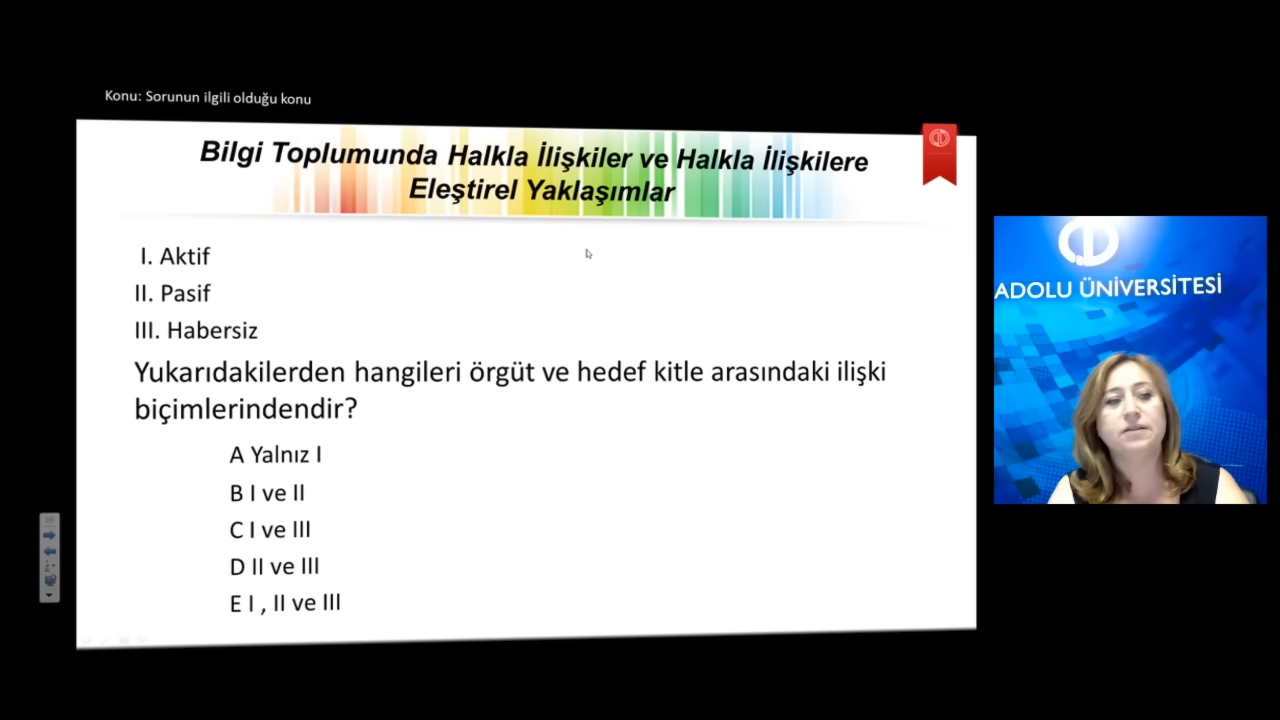 Konu: Sorunun ilgili olduğu konu
Bilgi Toplumunda Halkla İlişkiler ve Halkla İlişkilere
Eleştirel Yaklaşımlar
I. Aktif
II. Pasif
III. Habersiz
Yukarıdakilerden hangileri örgüt ve hedef kitle arasındaki ilişki
biçimlerindendir?
A Yalnız I
B I ve II
C I ve III
D II ve III
E I , II ve III
ADOLU ÜNİVERSİTESİ